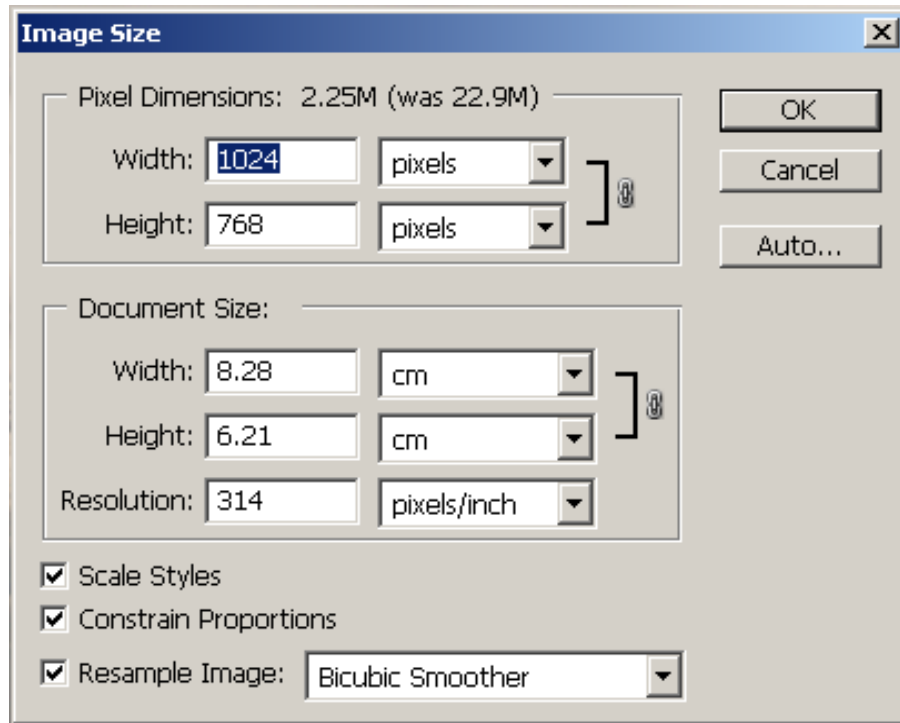 Image Size
Pixel Dimensions: 2.25M (was 22.9M)
OK
Width: 1024 pixels
Cancel
Height: 768 pixels
Auto...
Document Size:
Width: 8.28 cm
Height: 6.21 cm
Resolution: 314 pixels/inch
Scale Styles
Constrain Proportions
Resample Image: Bicubic Smoother